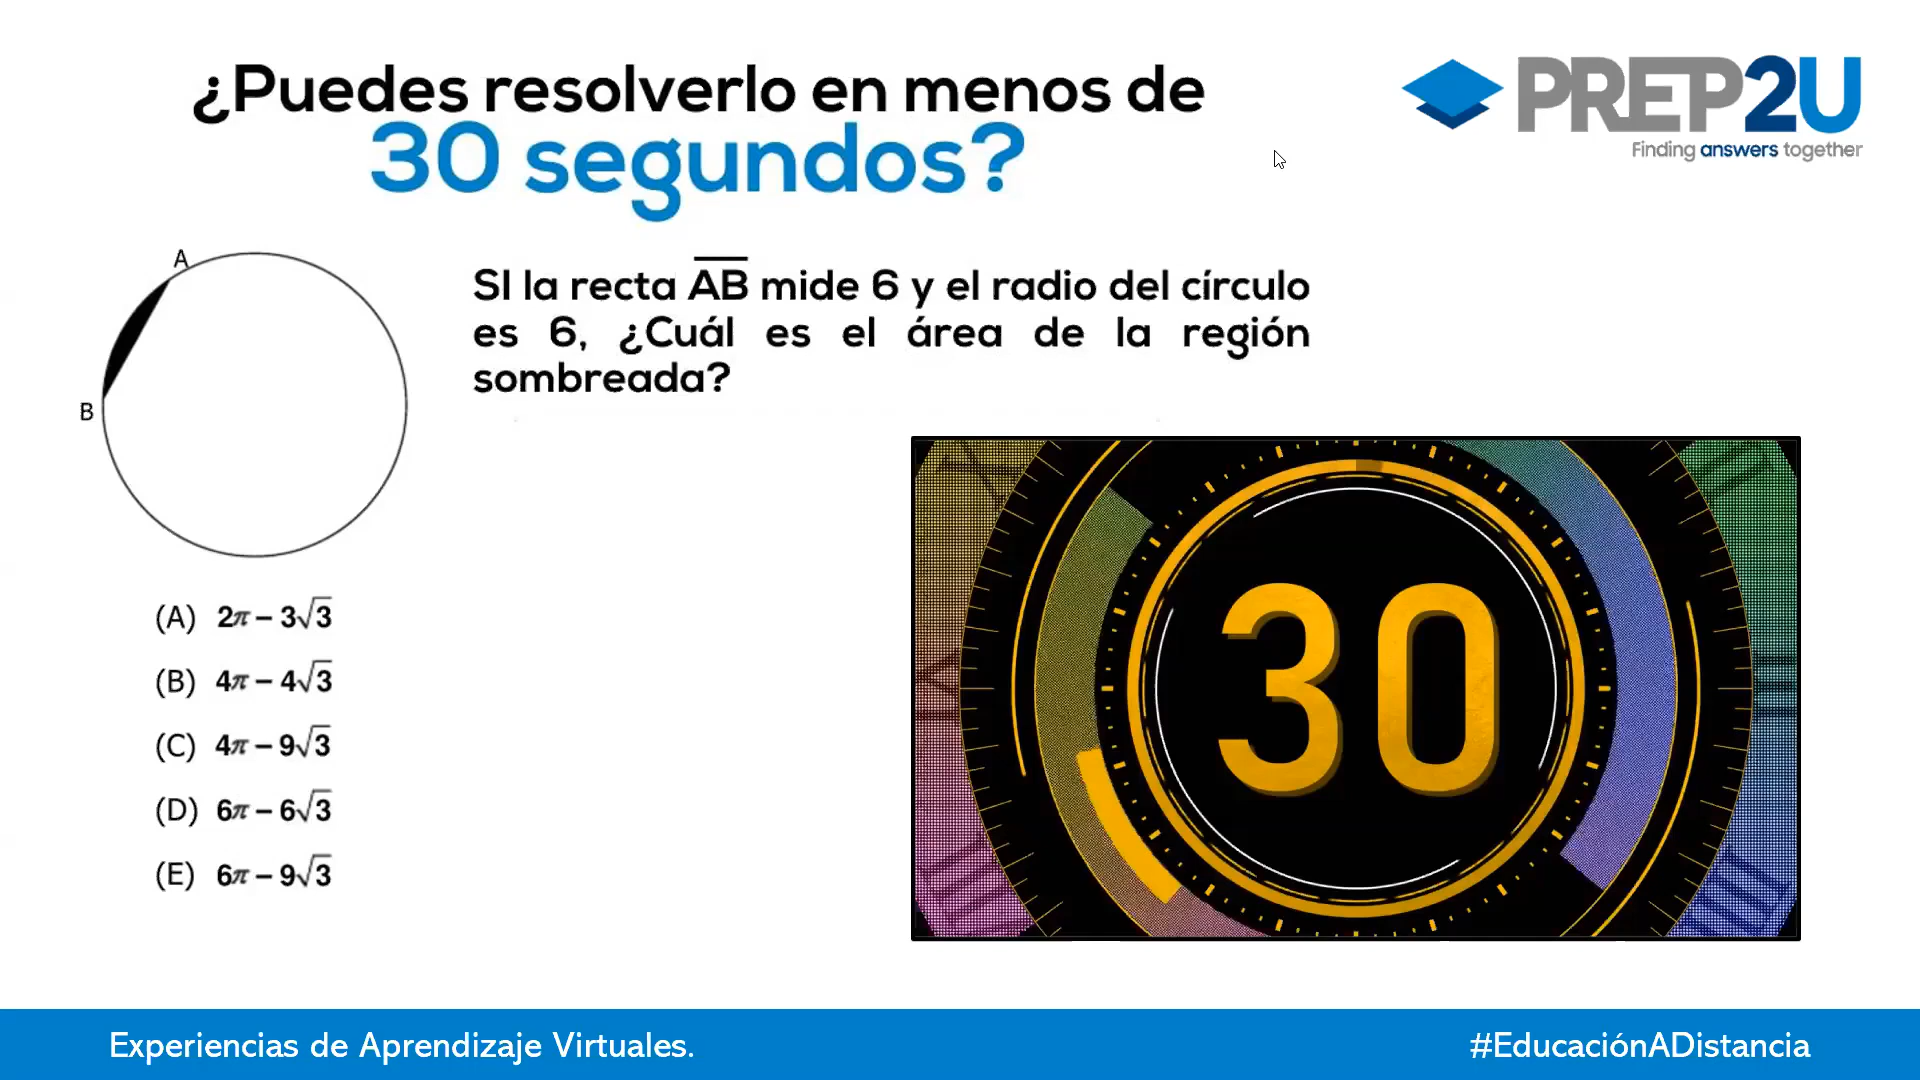 ¿Puedes resolverlo en menos de
30 segundos?
PREP2U
Finding answers together
A
B
SI la recta \overline{AB} mide 6 y el radio del círculo
es 6, ¿Cuál es el área de la región
sombreada?
(A) 2π – 3√3
(B) 4π – 4√3
(C) 4π – 9√3
(D) 6π – 6√3
(E) 6π – 9√3
30
Experiencias de Aprendizaje Virtuales.
#EducaciónADistancia